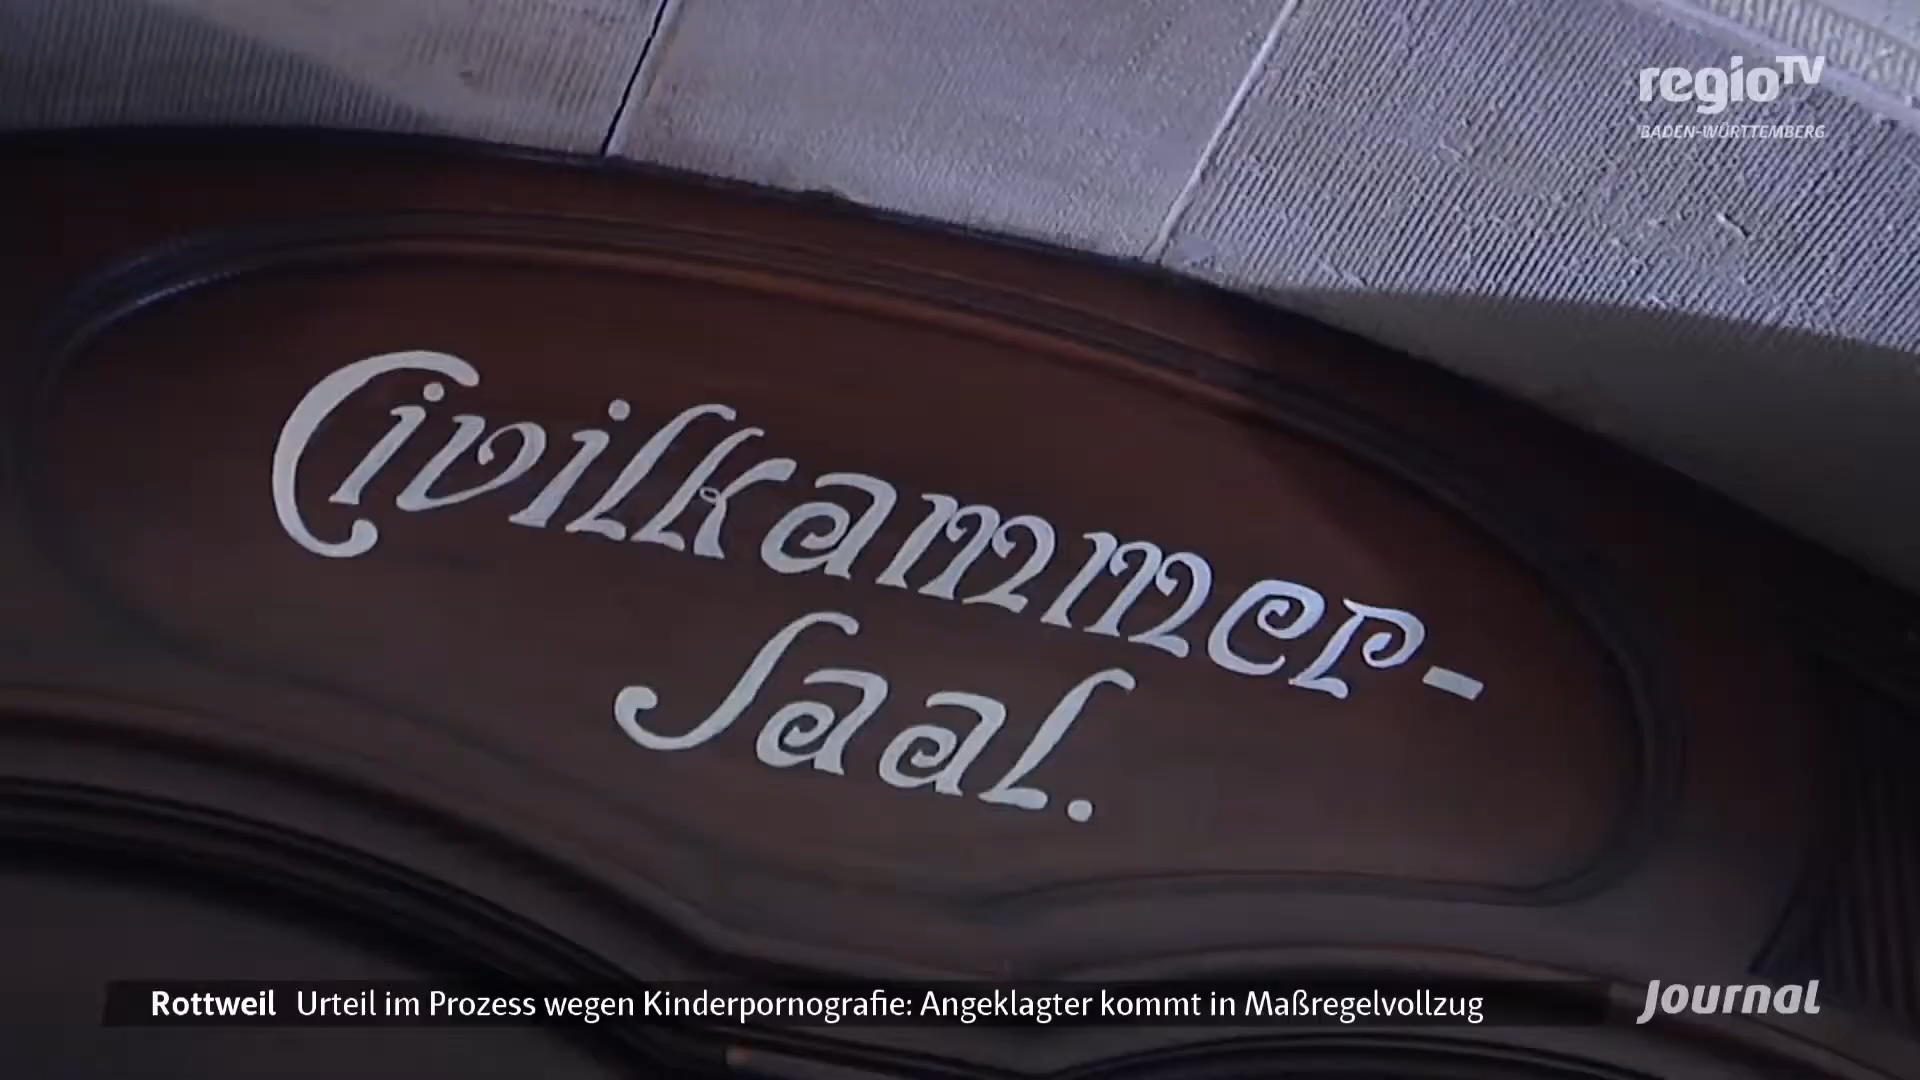 regioTV
BADEN-WÜRTTEMBERG
Civilkammer-
Saal.
Rottweil Urteil im Prozess wegen Kinderpornografie: Angeklagter kommt in Maßregelvollzug
Journal